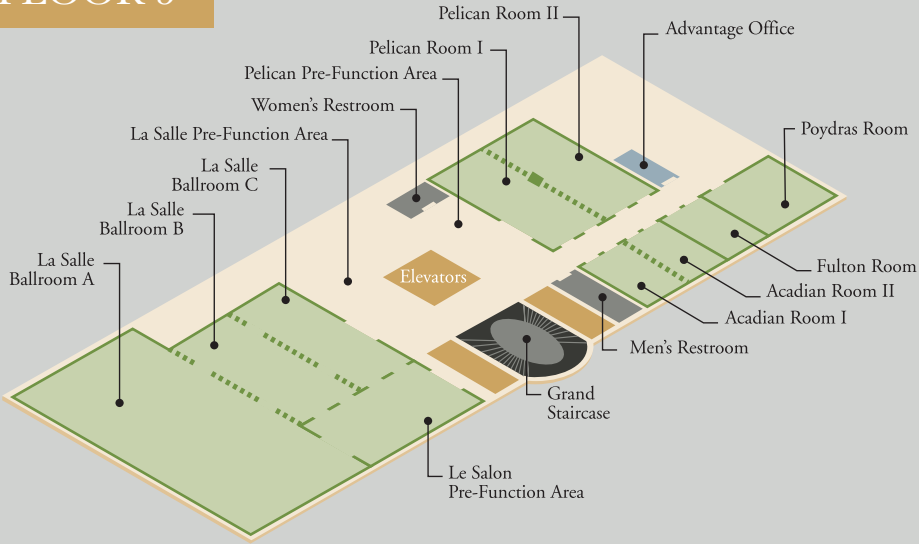 Pelican Room II
Advantage Office
Pelican Room I
Pelican Pre-Function Area
Women's Restroom
Poydras Room
La Salle Pre-Function Area
La Salle
Ballroom C
La Salle
Ballroom B
La Salle
Ballroom A
Elevators
Fulton Room
Acadian Room II
Acadian Room I
Men's Restroom
Grand
Staircase
Le Salon
Pre-Function Area